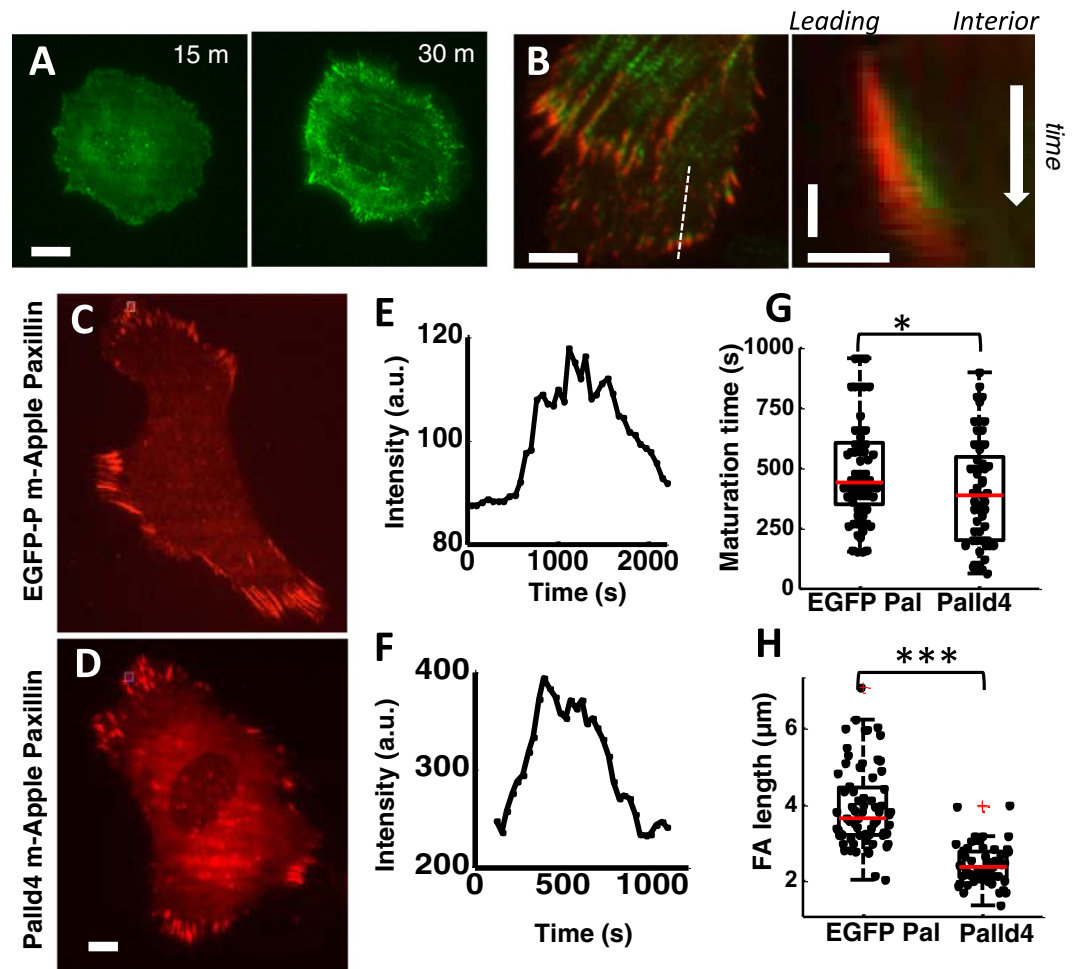 A
15 m
30 m
B
Leading
Interior
time
C
EGFP-P m-Apple Paxillin
D
Palld4 m-Apple Paxillin
E
Intensity (a.u.)
120
100
80
0
1000
2000
Time (s)
F
Intensity (a.u.)
400
300
200
0
500
1000
Time (s)
G
*
Maturation time (s)
1000
750
500
250
0
EGFP Pal
Palld4
H
***
FA length (µm)
6
4
2
EGFP Pal
Palld4